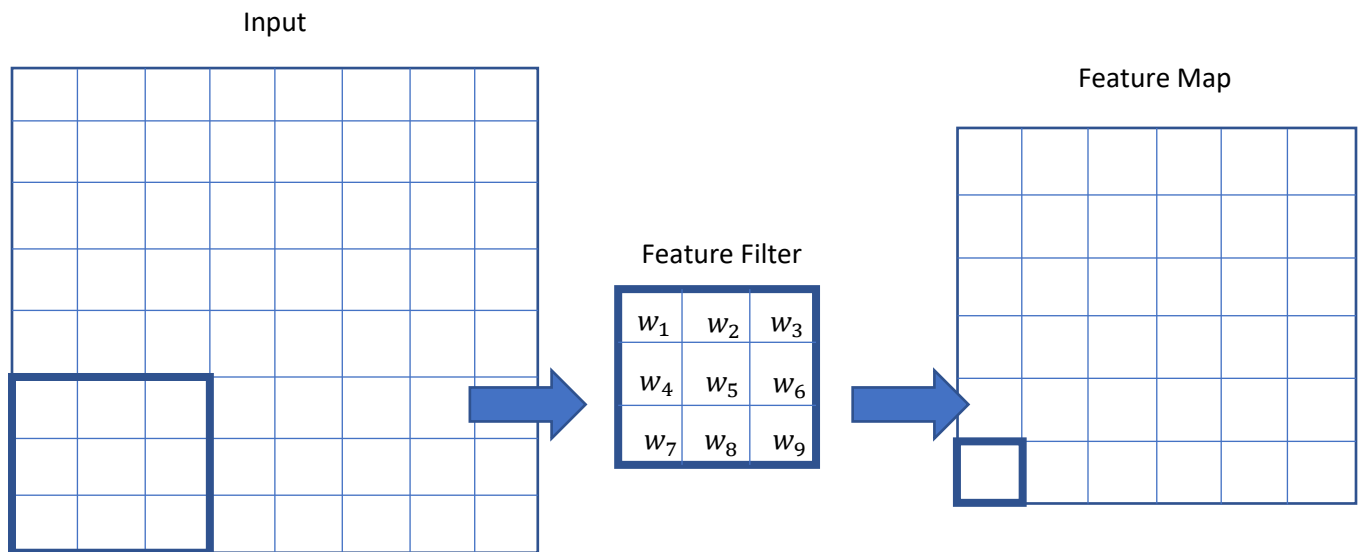 Input
Feature Map
Feature Filter
w₁ w₂ w₃
w₄ w₅ w₆
w₇ w₈ w₉